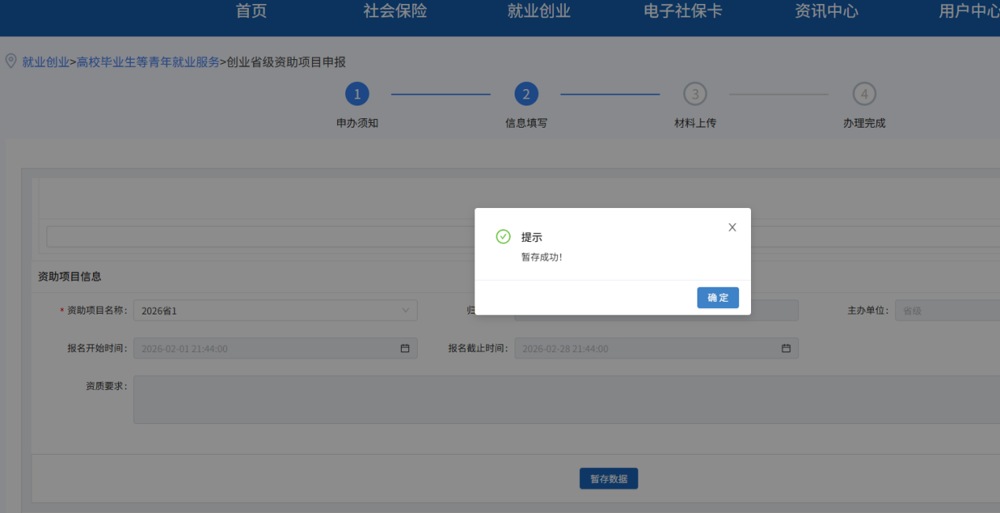 首页 社会保险 就业创业 电子社保卡 资讯中心 用户中心
就业创业>高校毕业生等青年就业服务>创业省级资助项目申报
1 2 3 4
申办须知 信息填写 材料上传 办理完成
提示
暂存成功!
确定
资助项目信息
* 资助项目名称: 2026省1 归 主办单位: 省级
报名开始时间: 2026-02-01 21:44:00 报名截止时间: 2026-02-28 21:44:00
资质要求:
暂存数据